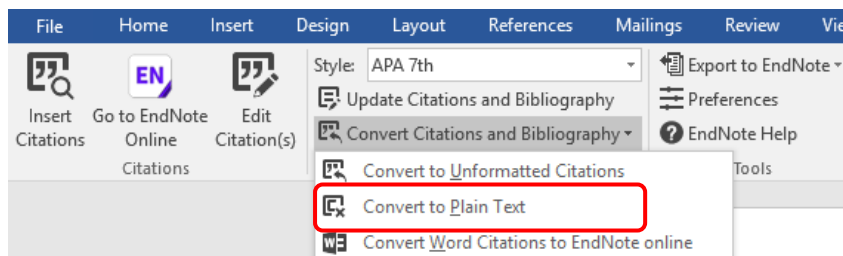 File Home Insert Design Layout References Mailings Review Vie
Style: APA 7th Export to EndNote
EN Update Citations and Bibliography Preferences
Insert Go to EndNote Edit
Citations Online Citation(s) Convert Citations and Bibliography EndNote Help
Citations Tools
Convert to Unformatted Citations
Convert to Plain Text
Convert Word Citations to EndNote online